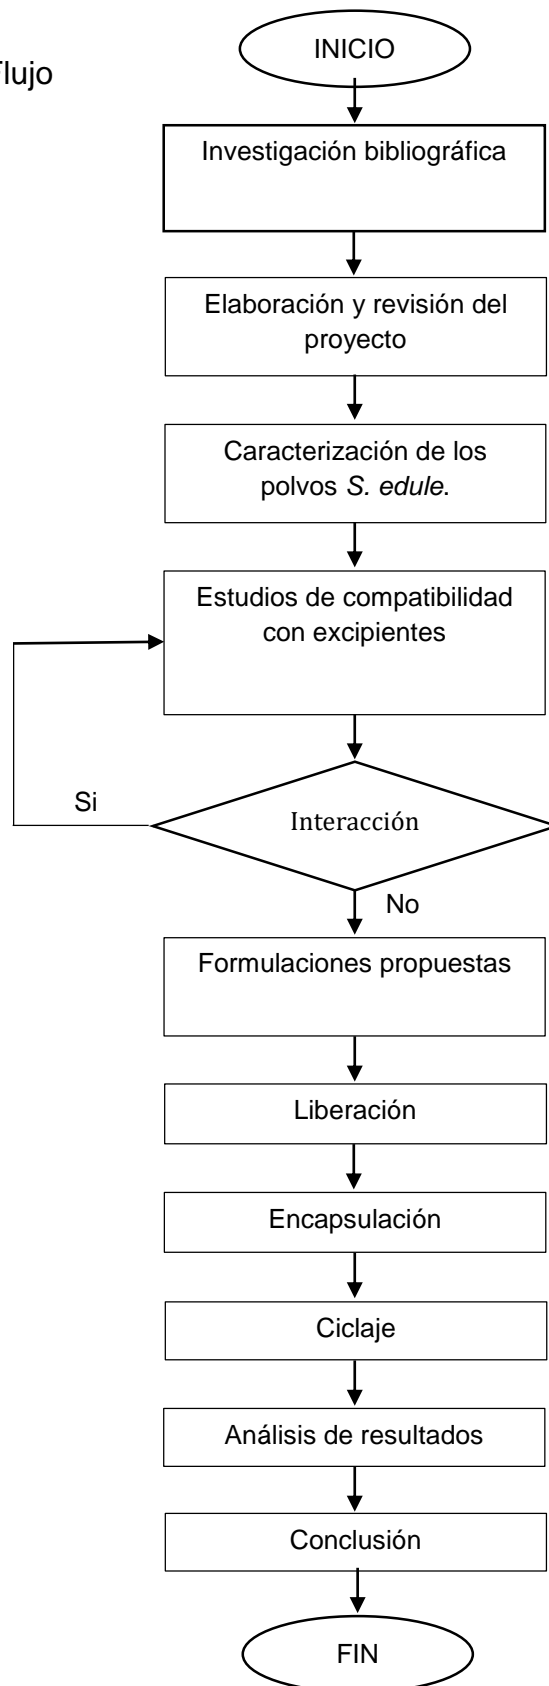 INICIO
Flujo
Investigación bibliográfica
Elaboración y revisión del
proyecto
Caracterización de los
polvos S. edule.
Estudios de compatibilidad
con excipientes
Si
Interacción
No
Formulaciones propuestas
Liberación
Encapsulación
Ciclaje
Análisis de resultados
Conclusión
FIN